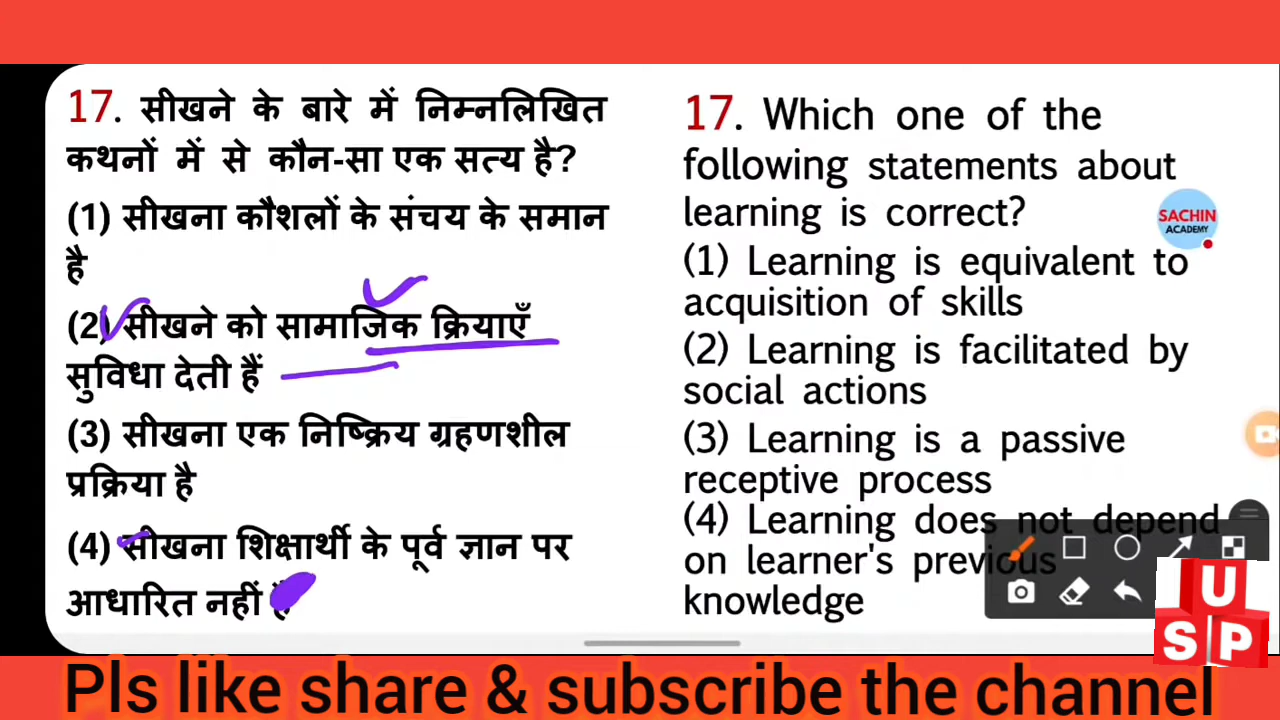 17. सीखने के बारे में निम्नलिखित
कथनों में से कौन-सा एक सत्य है?
(1) सीखना कौशलों के संचय के समान
है
(2) सीखने को सामाजिक क्रियाएँ
सुविधा देती हैं
(3) सीखना एक निष्क्रिय ग्रहणशील
प्रक्रिया है
(4) सीखना शिक्षार्थी के पूर्व ज्ञान पर
आधारित नहीं है
17. Which one of the
following statements about
learning is correct?
(1) Learning is equivalent to
acquisition of skills
(2) Learning is facilitated by
social actions
(3) Learning is a passive
receptive process
(4) Learning does not depend
on learner's previous
knowledge
SACHIN
ACADEMY
U
S P
Pls like share & subscribe the channel